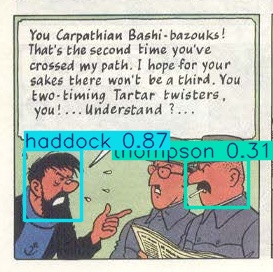 You Carpathian Bashi-bazouks!
That's the second time you've
crossed my path. I hope for your
sakes there won't be a third. You
two-timing Tartar twisters,
you!...Understand?...
haddock 0.87
thompson 0.31